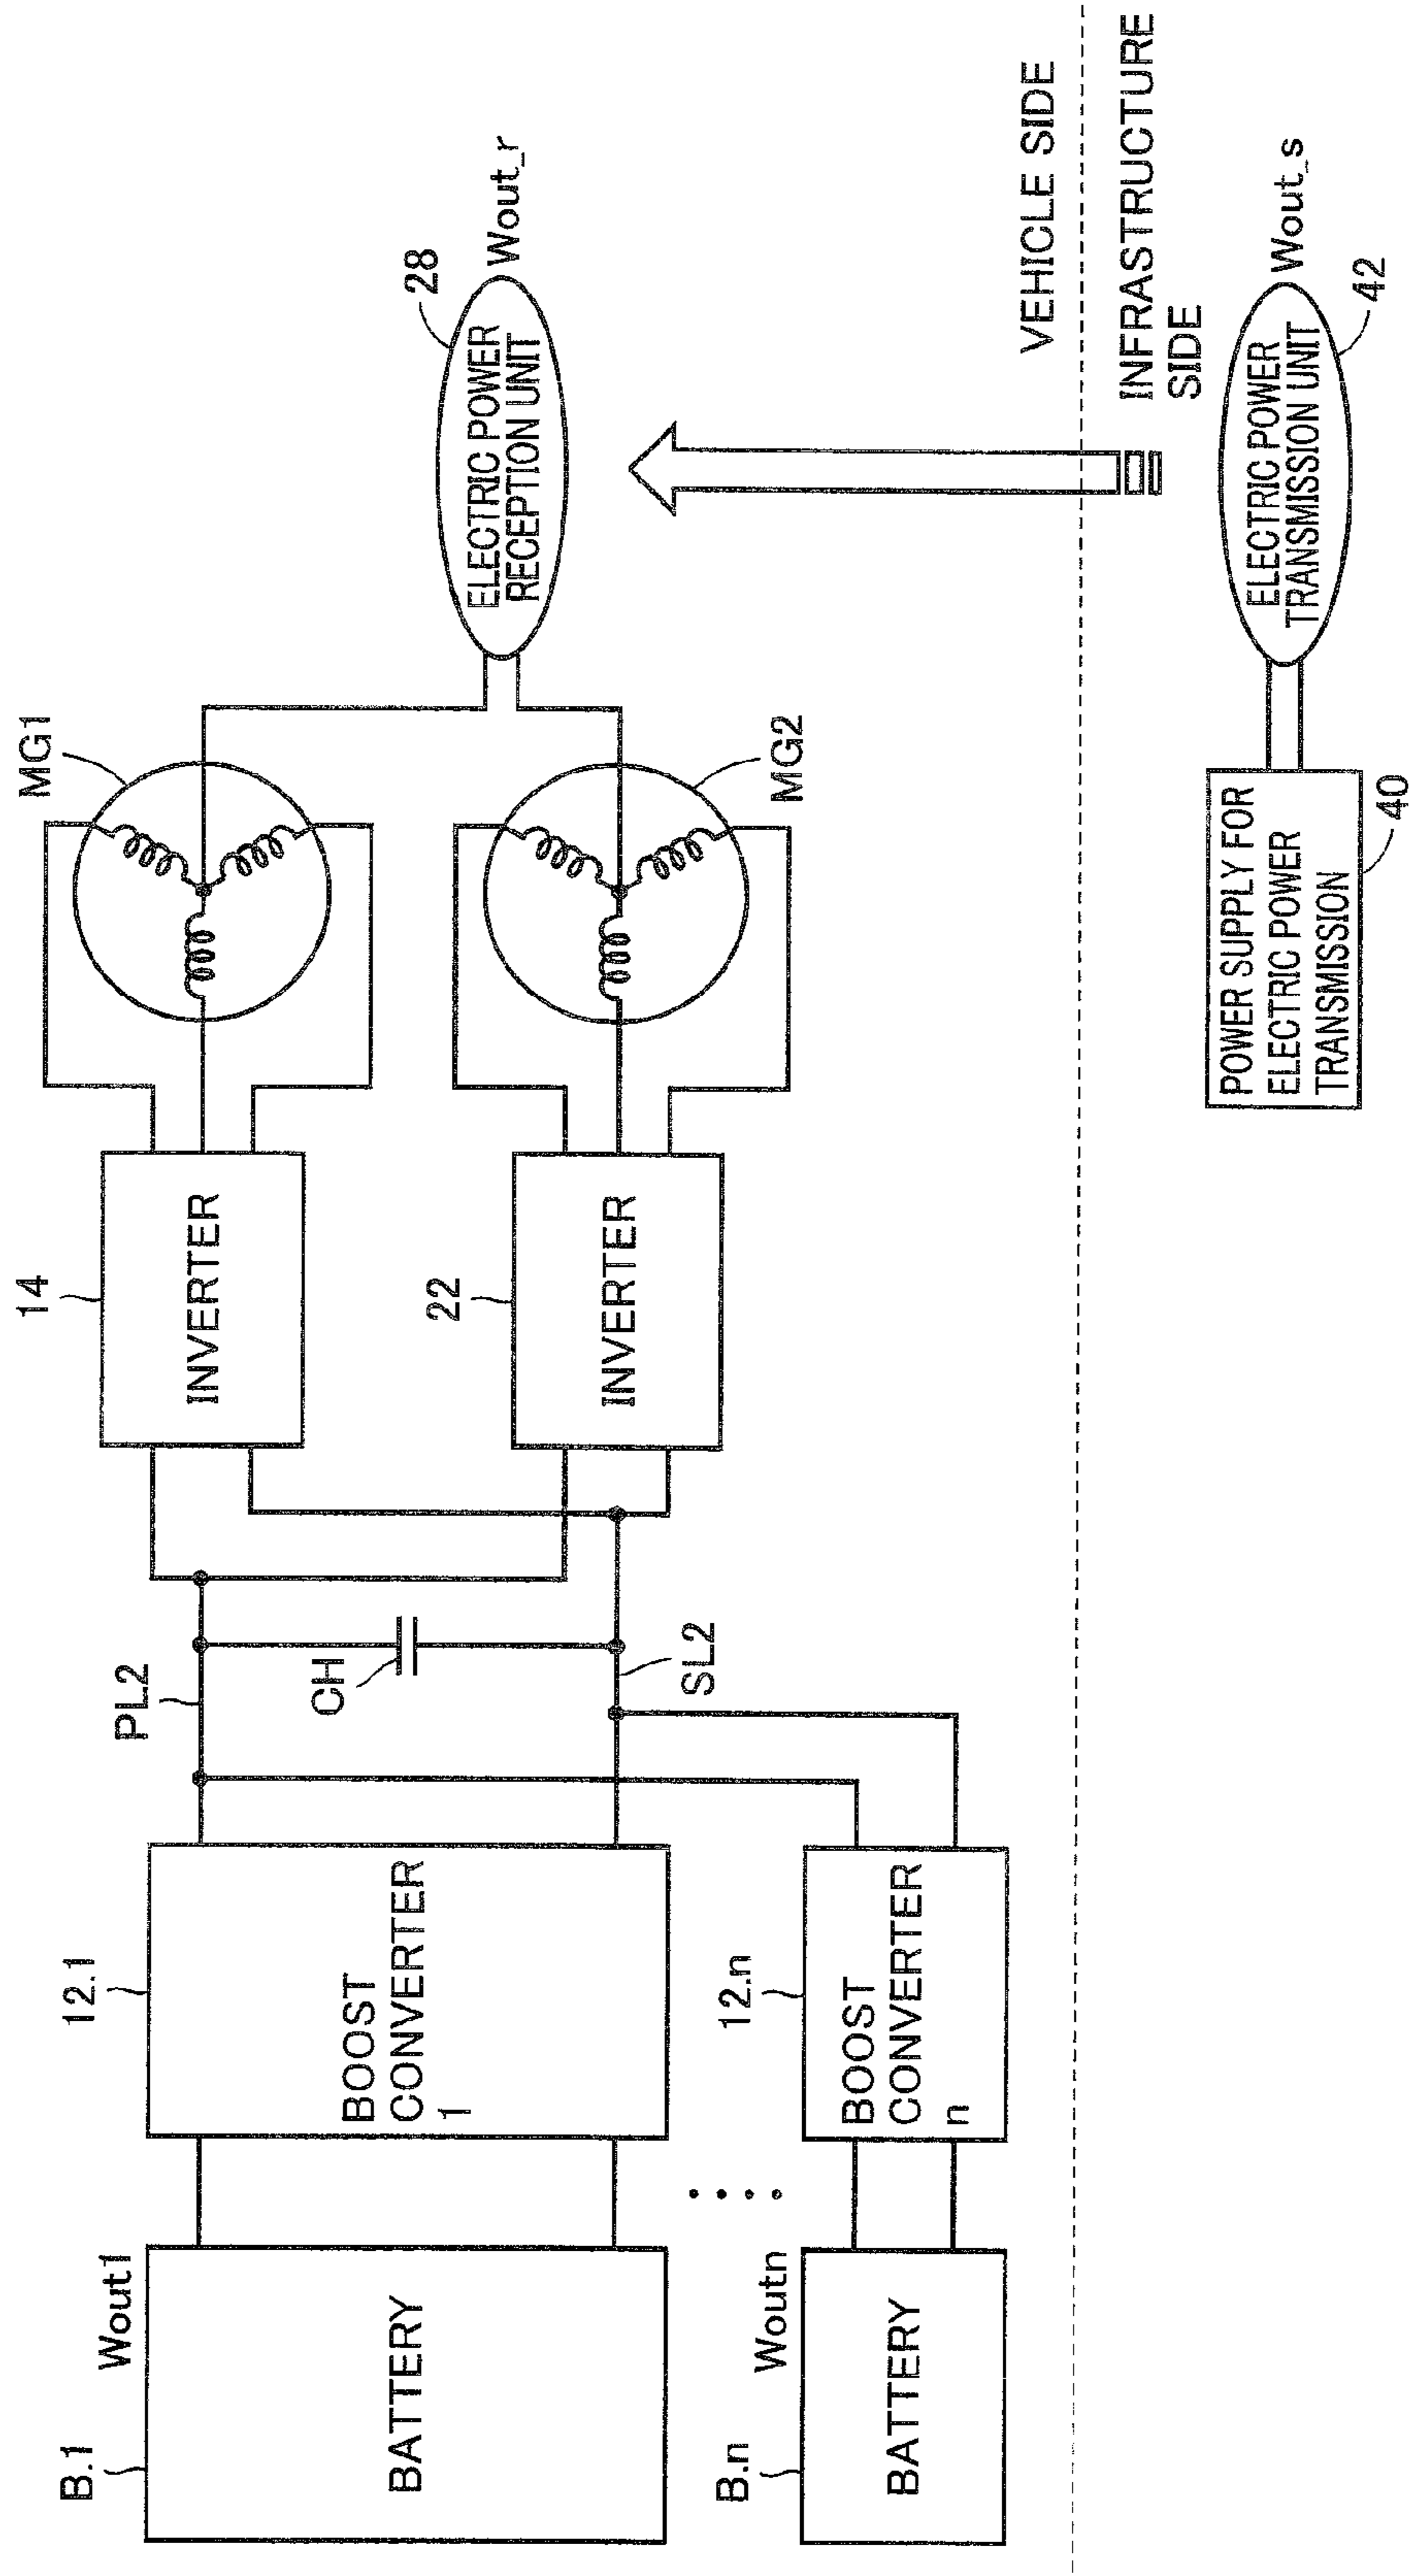 B.1
Wout1
BATTERY
12.1
BOOST
CONVERTER
1
PL2
CH
SL2
14
INVERTER
MG1
22
INVERTER
MG2
28
ELECTRIC POWER
RECEPTION UNIT
Wout_r
B.n
Woutn
BATTERY
12.n
BOOST
CONVERTER
n
VEHICLE SIDE
INFRASTRUCTURE
SIDE
POWER SUPPLY FOR
ELECTRIC POWER
TRANSMISSION
40
ELECTRIC POWER
TRANSMISSION UNIT
Wout_s
42